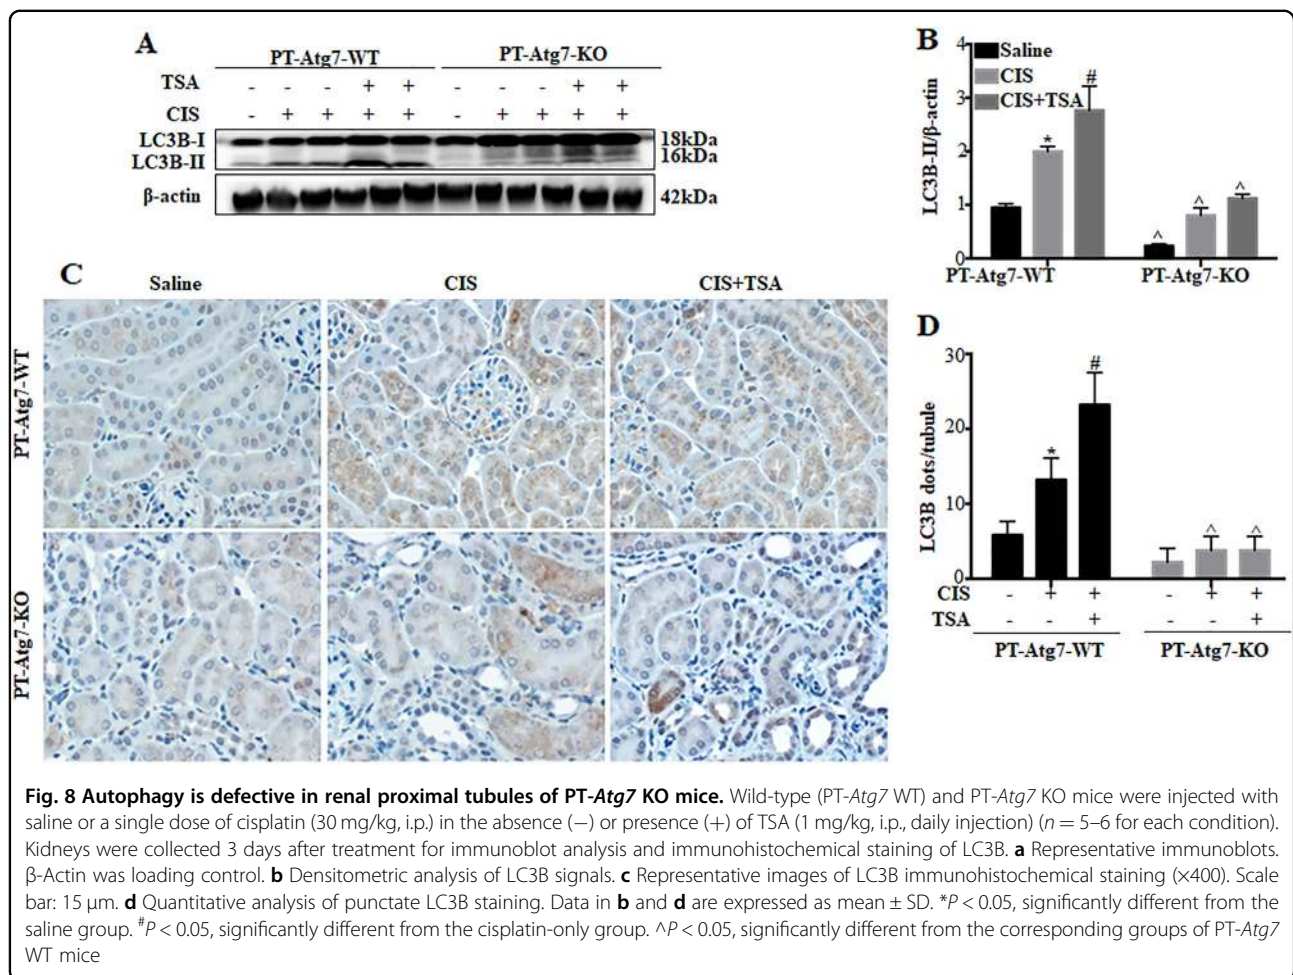 A
PT-Atg7-WT PT-Atg7-KO
TSA - - - + + - - - + +
CIS - + + + + - + + + +
LC3B-I 18kDa
LC3B-II 16kDa
β-actin 42kDa
B
4
3
2
1
0
LC3B-II/β-actin
Saline
CIS
CIS+TSA
* # ^ ^ ^
PT-Atg7-WT PT-Atg7-KO
C
Saline CIS CIS+TSA
PT-Atg7-WT
PT-Atg7-KO
D
30
20
10
0
LC3B dots/tubule
* # ^ ^
CIS - + + - + +
TSA - - + - - +
PT-Atg7-WT PT-Atg7-KO
Fig. 8 Autophagy is defective in renal proximal tubules of PT-Atg7 KO mice. Wild-type (PT-Atg7 WT) and PT-Atg7 KO mice were injected with
saline or a single dose of cisplatin (30 mg/kg, i.p.) in the absence (−) or presence (+) of TSA (1 mg/kg, i.p., daily injection) (n = 5–6 for each condition).
Kidneys were collected 3 days after treatment for immunoblot analysis and immunohistochemical staining of LC3B. a Representative immunoblots.
β-Actin was loading control. b Densitometric analysis of LC3B signals. c Representative images of LC3B immunohistochemical staining (×400). Scale
bar: 15 μm. d Quantitative analysis of punctate LC3B staining. Data in b and d are expressed as mean ± SD. *P < 0.05, significantly different from the
saline group. #P < 0.05, significantly different from the cisplatin-only group. ^P < 0.05, significantly different from the corresponding groups of PT-Atg7
WT mice